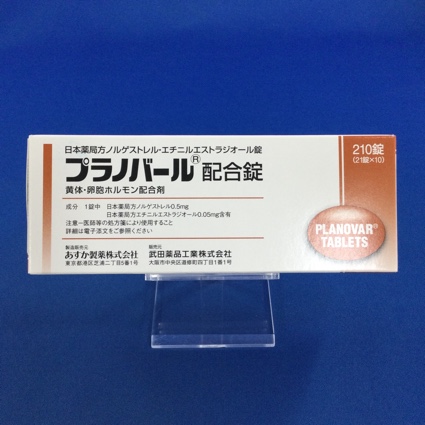 日本薬局方ノルゲストレル・エチニルエストラジオール錠
プラノバール®配合錠
黄体・卵胞ホルモン配合剤
210錠
(21錠×10)
成分 1錠中 日本薬局方ノルゲストレル0.5mg
日本薬局方エチニルエストラジオール0.05mg含有
注意－医師等の処方箋により使用すること
詳細は電子添文をご参照ください
PLANOVAR®
TABLETS
製造販売元
あすか製薬株式会社
東京都港区芝浦二丁目5番1号
販売元
武田薬品工業株式会社
大阪市中央区道修町四丁目1番1号